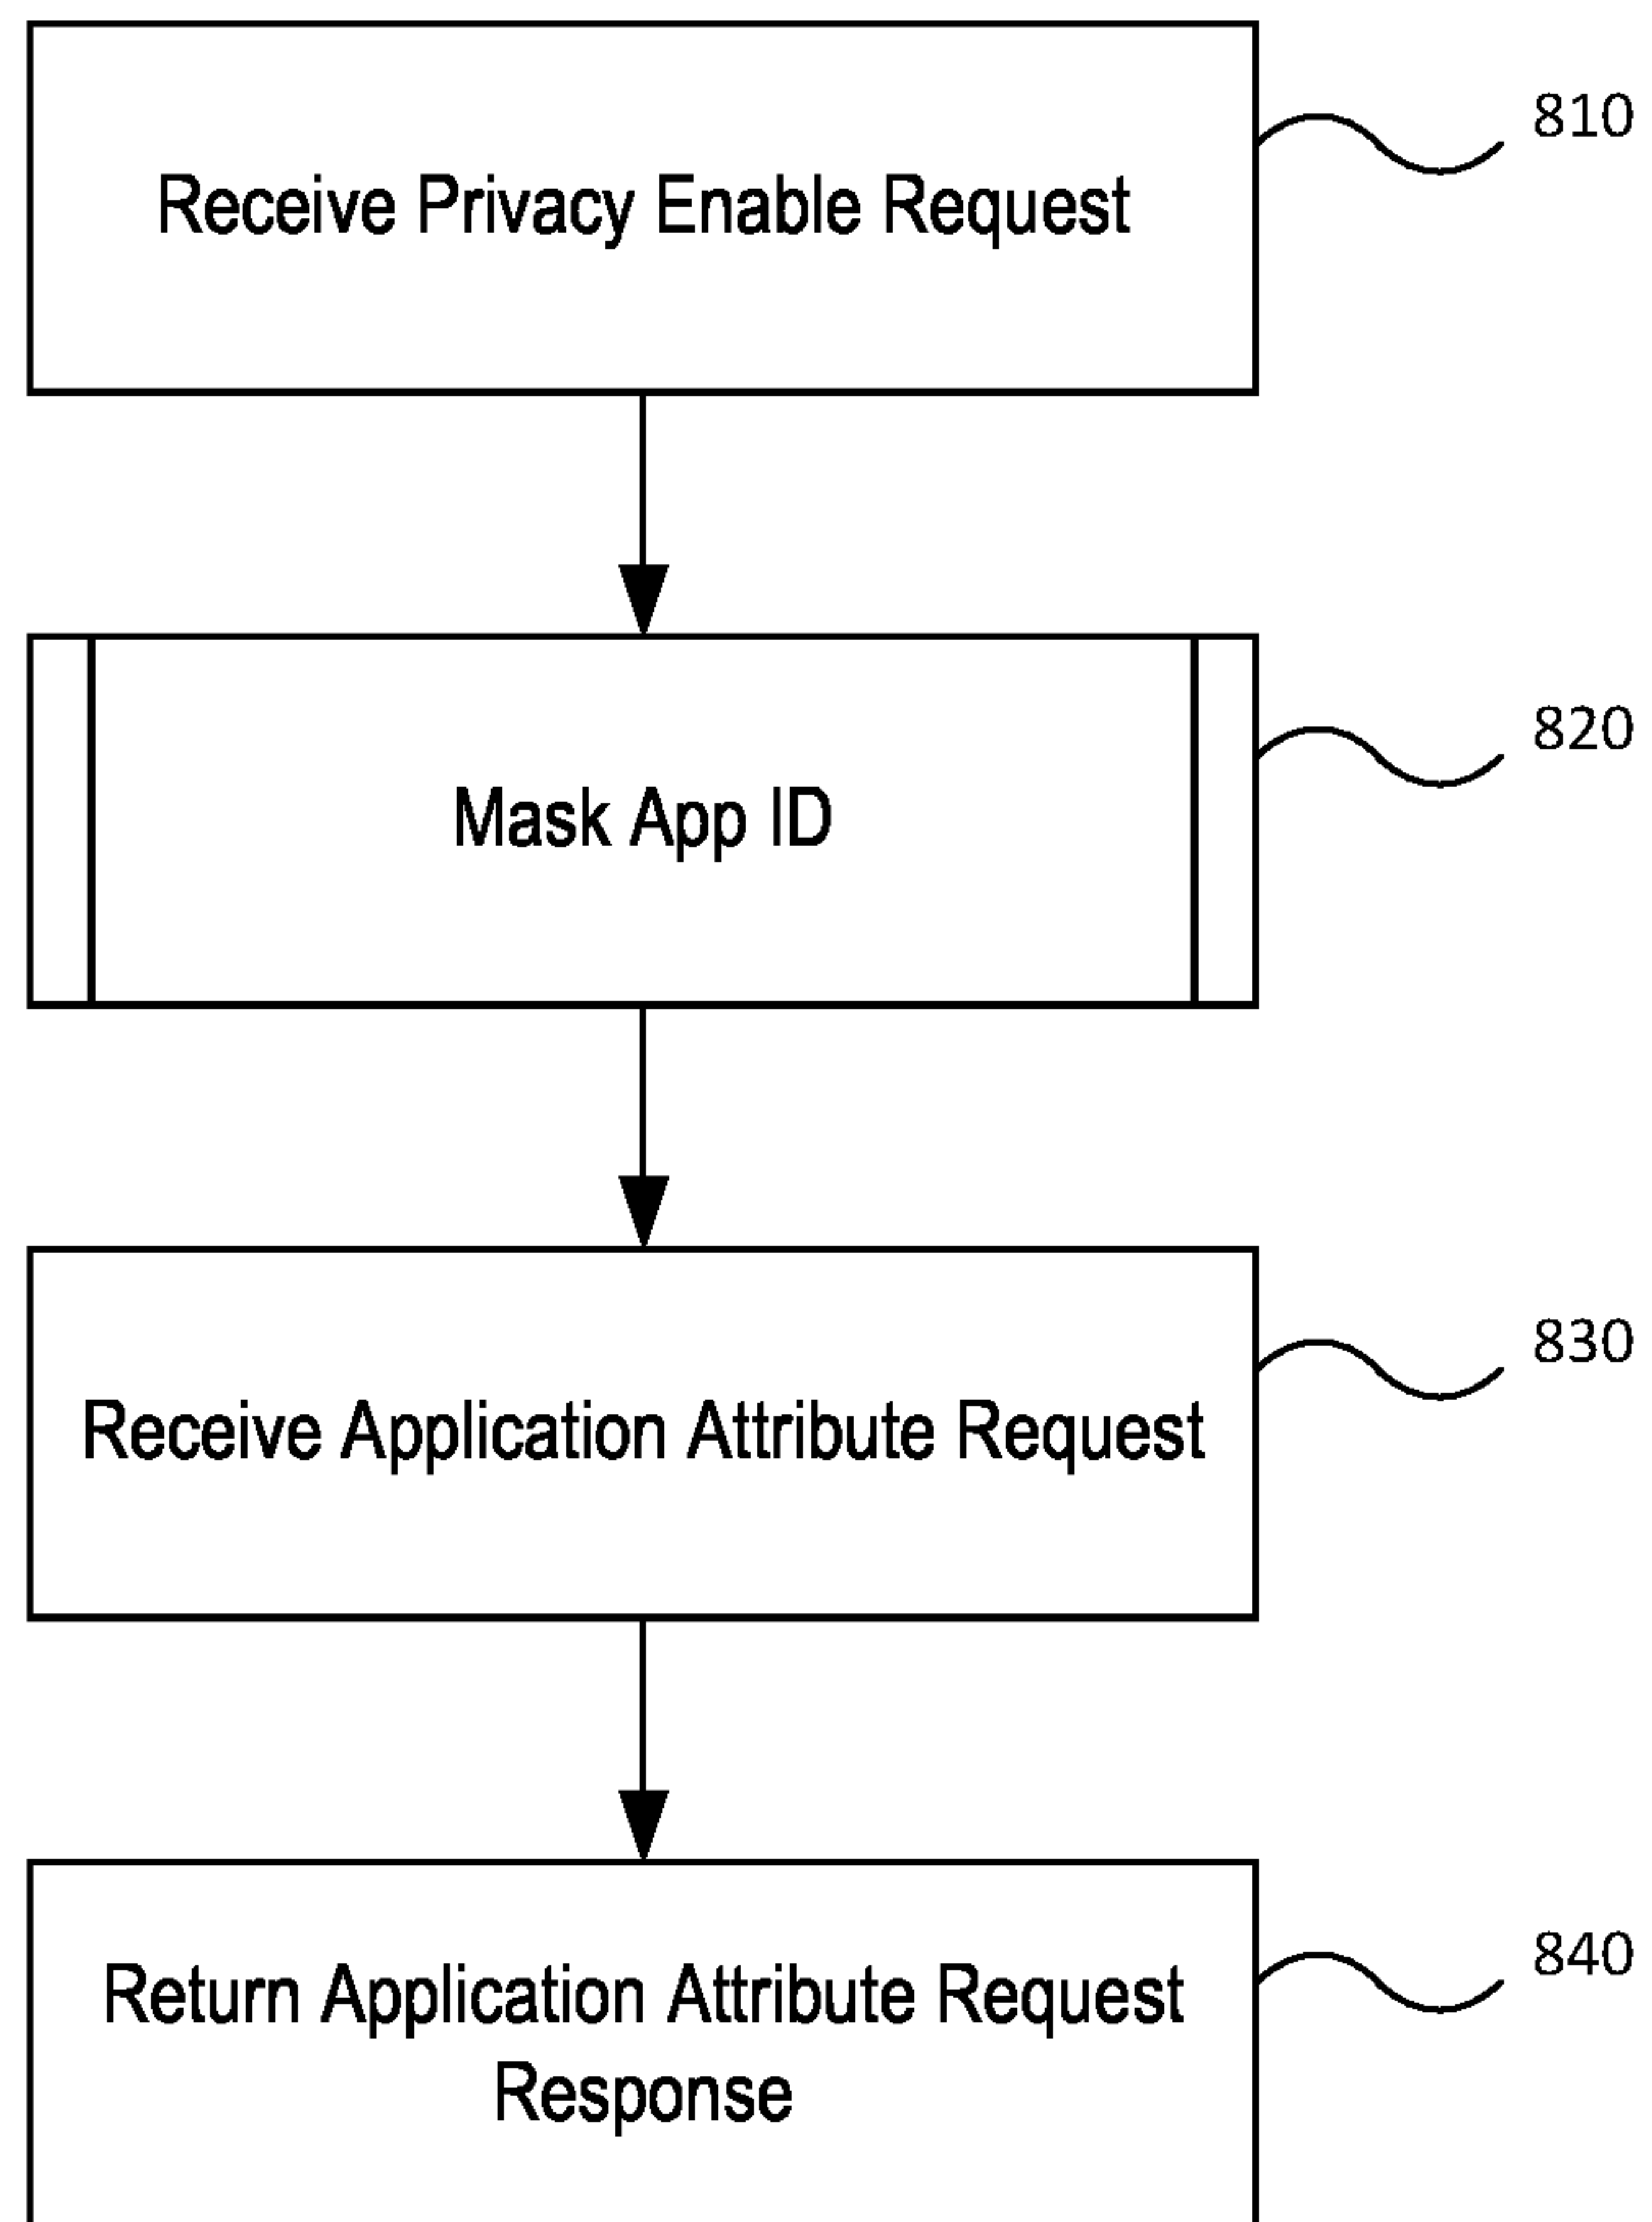 Receive Privacy Enable Request
810
Mask App ID
820
Receive Application Attribute Request
830
Return Application Attribute Request
Response
840